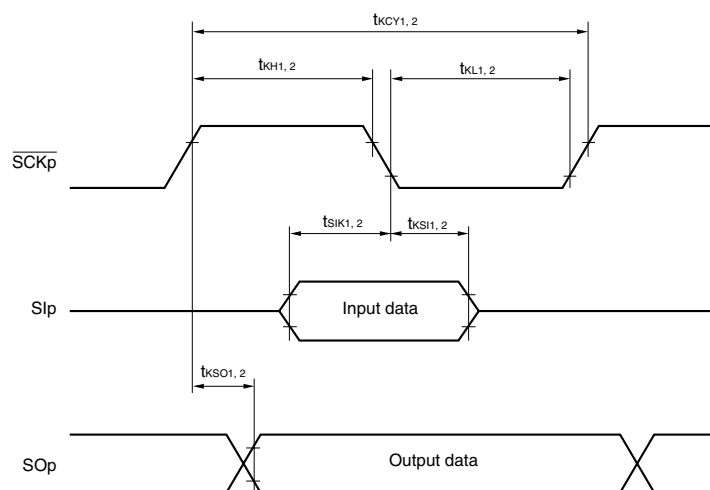 tKCY1, 2
tKH1, 2
tKL1, 2
SCKp
tSIK1, 2
tKSI1, 2
SIp
Input data
tKSO1, 2
SOp
Output data